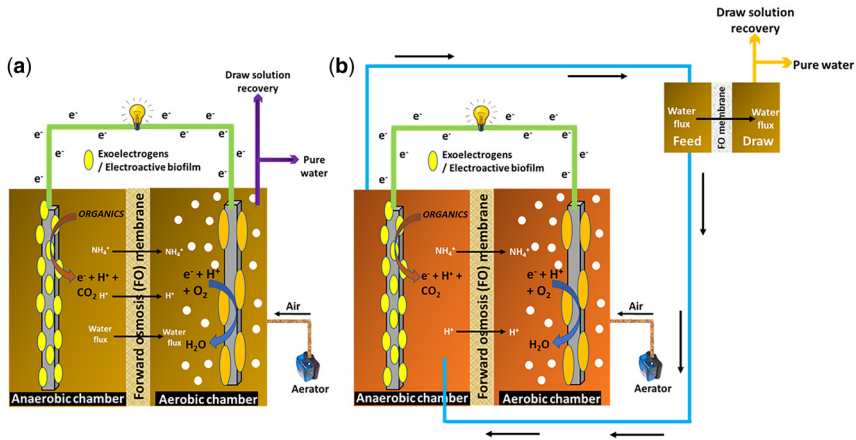 (a)
Draw solution
recovery
Pure
water
e- e- e- e-
e- e-
e- e-
e- e-
Exoelectrogens
/ Electroactive biofilm
ORGANICS
NH4+ NH4+
e- + H+ +
CO2
H+ H+
Water
flux
Water
flux
e- + H+
+ O2
H2O
Forward osmosis (FO) membrane
Air
Aerator
Anaerobic chamber
Aerobic chamber
(b)
Draw solution
recovery
Pure water
Water
flux
Feed
FO membrane
Water
flux
Draw
e- e- e- e-
e- e-
e- e-
e- e-
Exoelectrogens
/ Electroactive biofilm
ORGANICS
NH4+ NH4+
e- + H+ +
CO2
H+ H+
e- + H+
+ O2
H2O
Forward osmosis (FO) membrane
Air
Aerator
Anaerobic chamber
Aerobic chamber